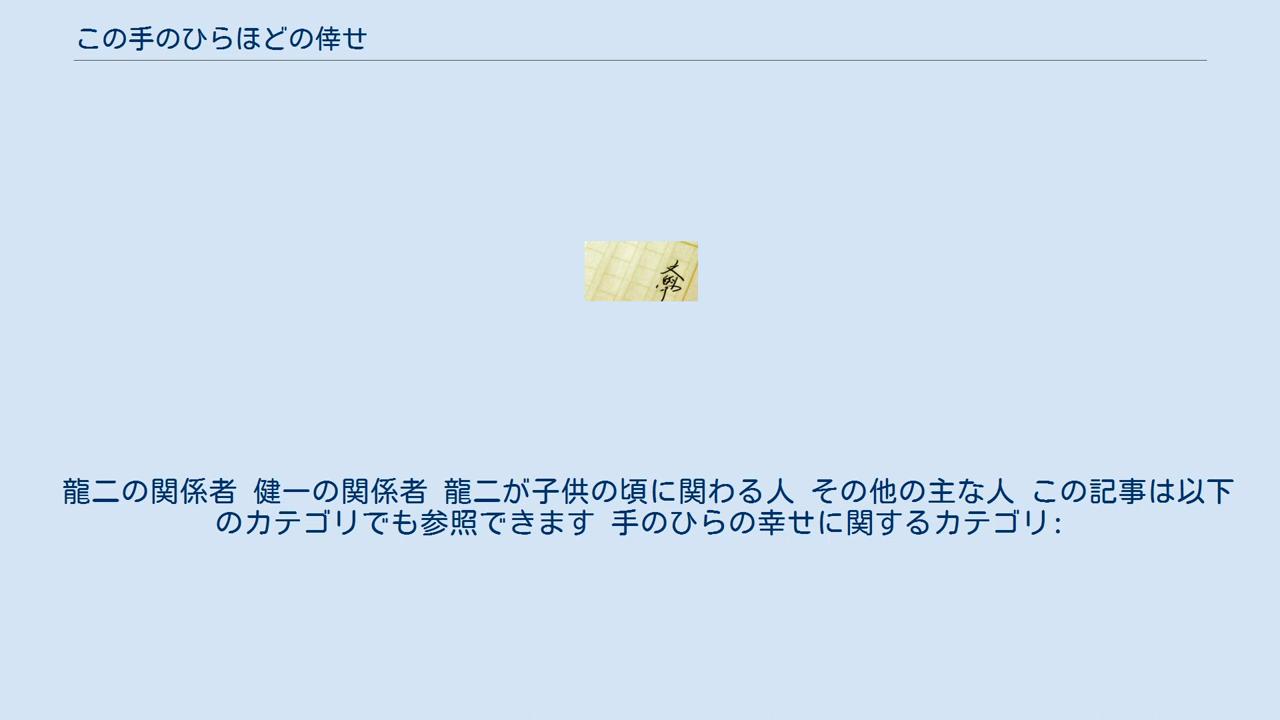 この手のひらほどの倖せ
龍二の関係者 健一の関係者 龍二が子供の頃に関わる人 その他の主な人 この記事は以下
のカテゴリでも参照できます 手のひらの幸せに関するカテゴリ: